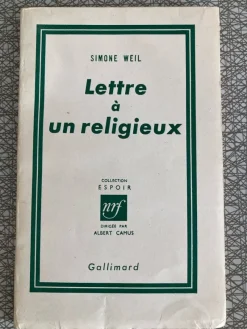 SIMONE WEIL
Lettre
à
un religieux
COLLECTION
ESPOIR
nrf
DIRIGÉE PAR
ALBERT CAMUS
Gallimard